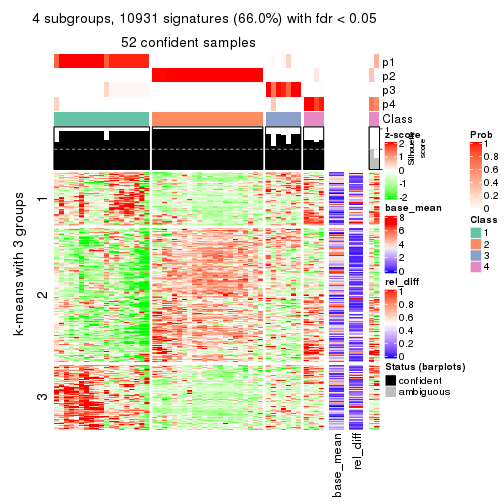 4 subgroups, 10931 signatures (66.0%) with fdr < 0.05
52 confident samples
p1
p2
p3
p4
Class
1
Silhouette
score
k-means with 3 groups
1
2
3
base_mean
rel_diff
z-score
2
1
0
-1
-2
base_mean
8
6
4
2
0
rel_diff
1
0.8
0.6
0.4
0.2
0
Status (barplots)
confident
ambiguous
Prob
1
0.8
0.6
0.4
0.2
0
Class
1
2
3
4